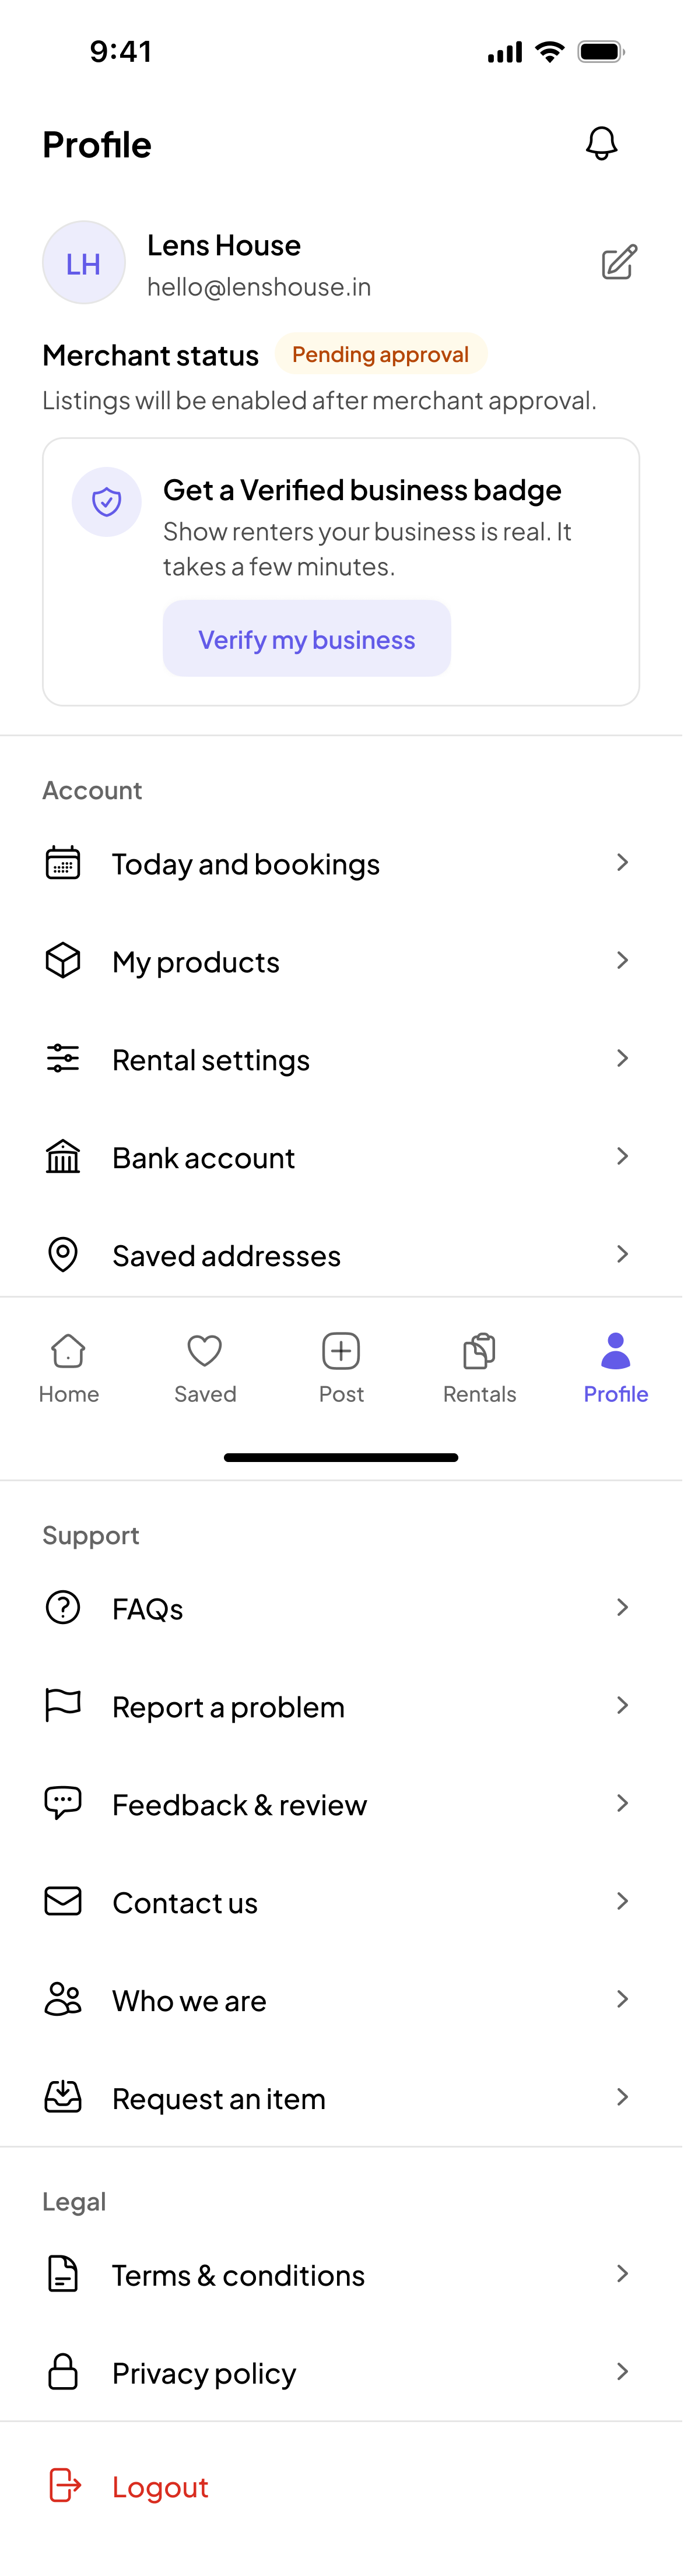 9:41
Profile
LH
Lens House
hello@lenshouse.in
Merchant status
Pending approval
Listings will be enabled after merchant approval.
Get a Verified business badge
Show renters your business is real. It
takes a few minutes.
Verify my business
Account
Today and bookings
My products
Rental settings
Bank account
Saved addresses
Home
Saved
Post
Rentals
Profile
Support
FAQs
Report a problem
Feedback & review
Contact us
Who we are
Request an item
Legal
Terms & conditions
Privacy policy
Logout